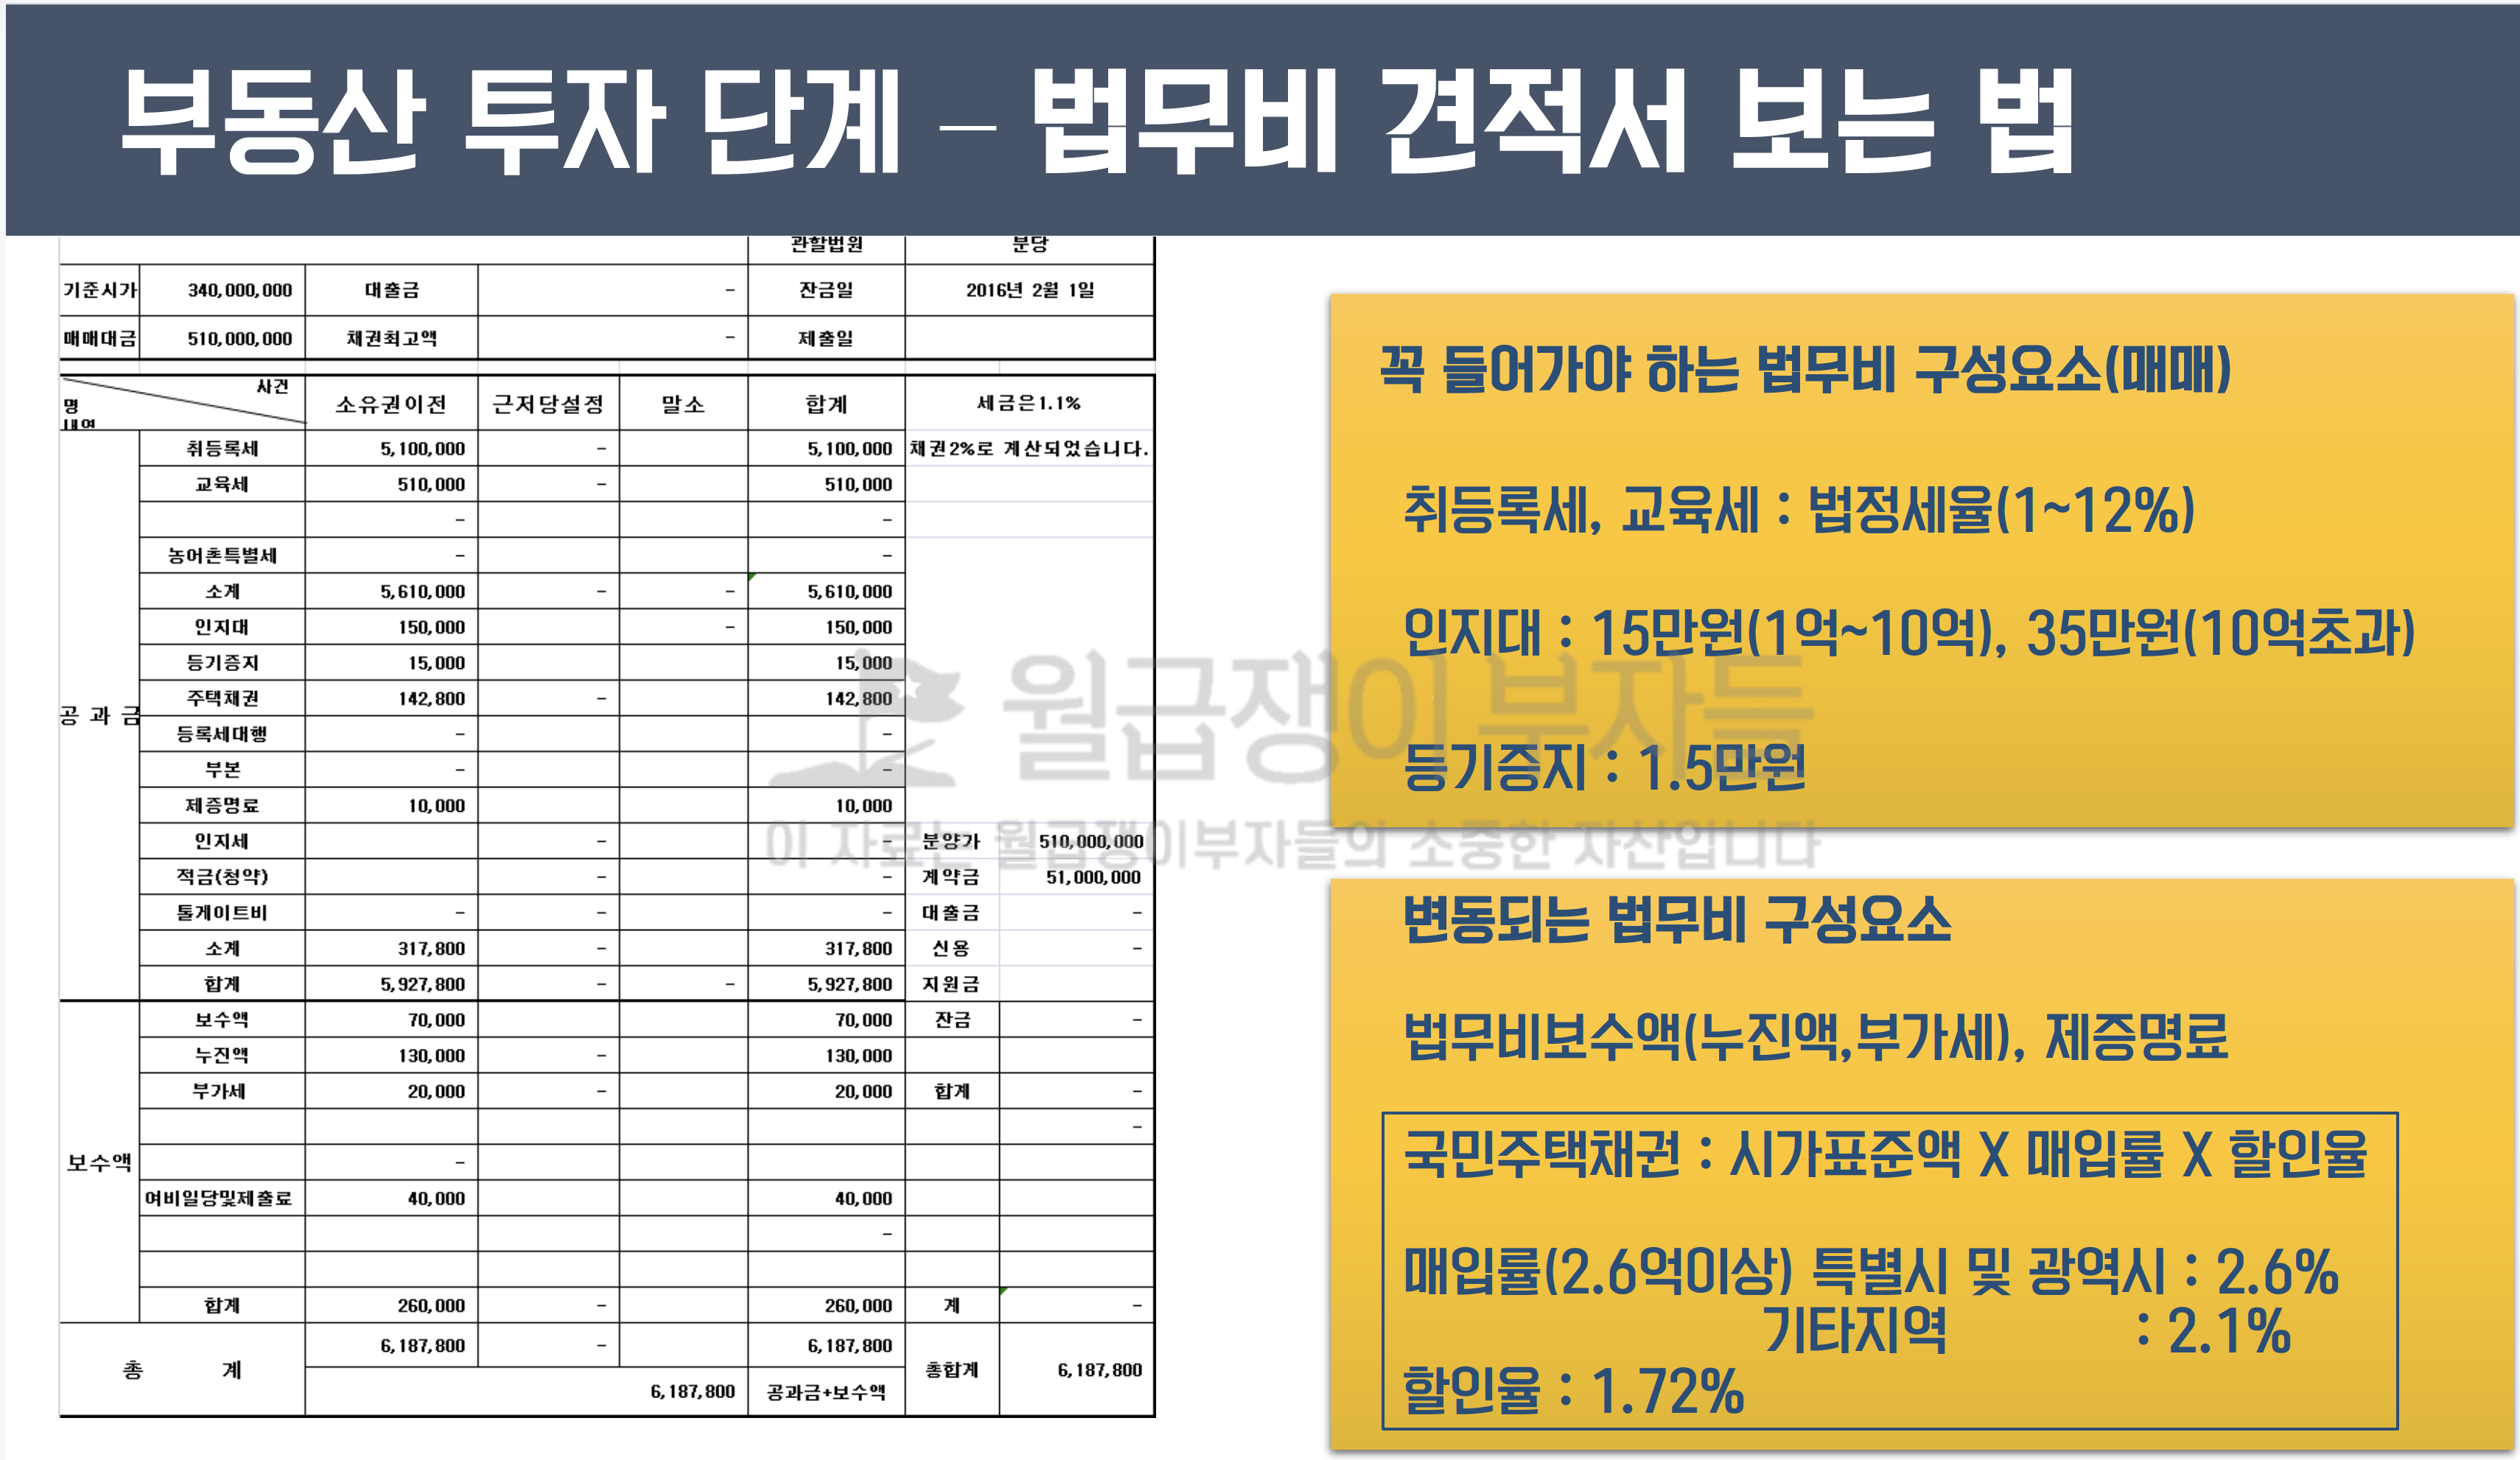 부동산 투자 단계 – 법무비 견적서 보는 법
관할법원 분당
기준시가 340,000,000 대출금 - 잔금일 2016년 2월 1일
매매대금 510,000,000 채권최고액 - 제출일
사건
명
내역
소유권이전 근저당설정 말소 합계 세금은1.1%
취등록세 5,100,000 - 5,100,000 채권2%로 계산되었습니다.
교육세 510,000 - 510,000
- -
농어촌특별세 - -
소계 5,610,000 - - 5,610,000
인지대 150,000 - 150,000
등기증지 15,000 15,000
공 과 금
주택채권 142,800 - 142,800
등록세대행 - -
부본 - -
제증명료 10,000 10,000
인지세 - - 분양가 510,000,000
적금(청약) - - 계약금 51,000,000
톨게이트비 - - - 대출금 -
소계 317,800 - 317,800 신용 -
합계 5,927,800 - - 5,927,800 지원금
보수액 70,000 70,000 잔금 -
누진액 130,000 - 130,000
부가세 20,000 - 20,000 합계 -
-
보수액
-
여비일당및제출료 40,000 40,000
-
합계 260,000 - 260,000 계 -
총 계 6,187,800 - 6,187,800 총합계 6,187,800
6,187,800 공과금+보수액
꼭 들어가야 하는 법무비 구성요소(매매)
취등록세, 교육세 : 법정세율(1~12%)
인지대 : 15만원(1억~10억), 35만원(10억초과)
등기증지 : 1.5만원
변동되는 법무비 구성요소
법무비보수액(누진액,부가세), 제증명료
국민주택채권 : 시가표준액 X 매입률 X 할인율
매입률(2.6억이상) 특별시 및 광역시 : 2.6%
기타지역 : 2.1%
할인율 : 1.72%
월급쟁이부자들
이 자료는 월급쟁이부자들의 소중한 자산입니다